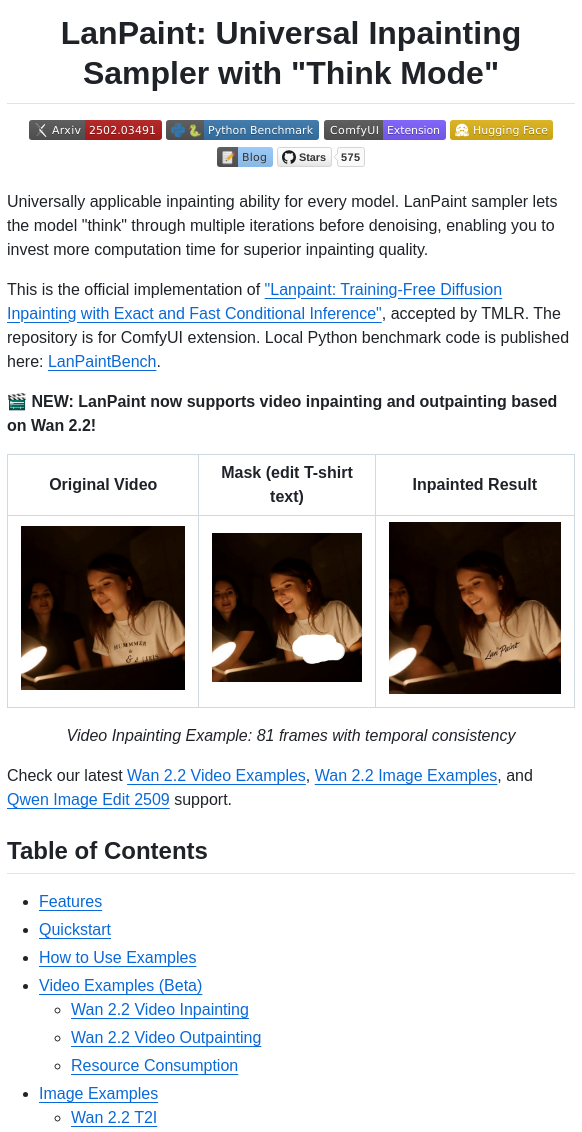 LanPaint: Universal Inpainting
Sampler with "Think Mode"
Arxiv 2502.03491 Python Benchmark ComfyUI Extension Hugging Face
Blog Stars 575
Universally applicable inpainting ability for every model. LanPaint sampler lets
the model "think" through multiple iterations before denoising, enabling you to
invest more computation time for superior inpainting quality.
This is the official implementation of "Lanpaint: Training-Free Diffusion
Inpainting with Exact and Fast Conditional Inference", accepted by TMLR. The
repository is for ComfyUI extension. Local Python benchmark code is published
here: LanPaintBench.
🎬 NEW: LanPaint now supports video inpainting and outpainting based
on Wan 2.2!
Original Video
Mask (edit T-shirt
text)
Inpainted Result
Lan Paint
Video Inpainting Example: 81 frames with temporal consistency
Check our latest Wan 2.2 Video Examples, Wan 2.2 Image Examples, and
Qwen Image Edit 2509 support.
Table of Contents
Features
Quickstart
How to Use Examples
Video Examples (Beta)
Wan 2.2 Video Inpainting
Wan 2.2 Video Outpainting
Resource Consumption
Image Examples
Wan 2.2 T2I